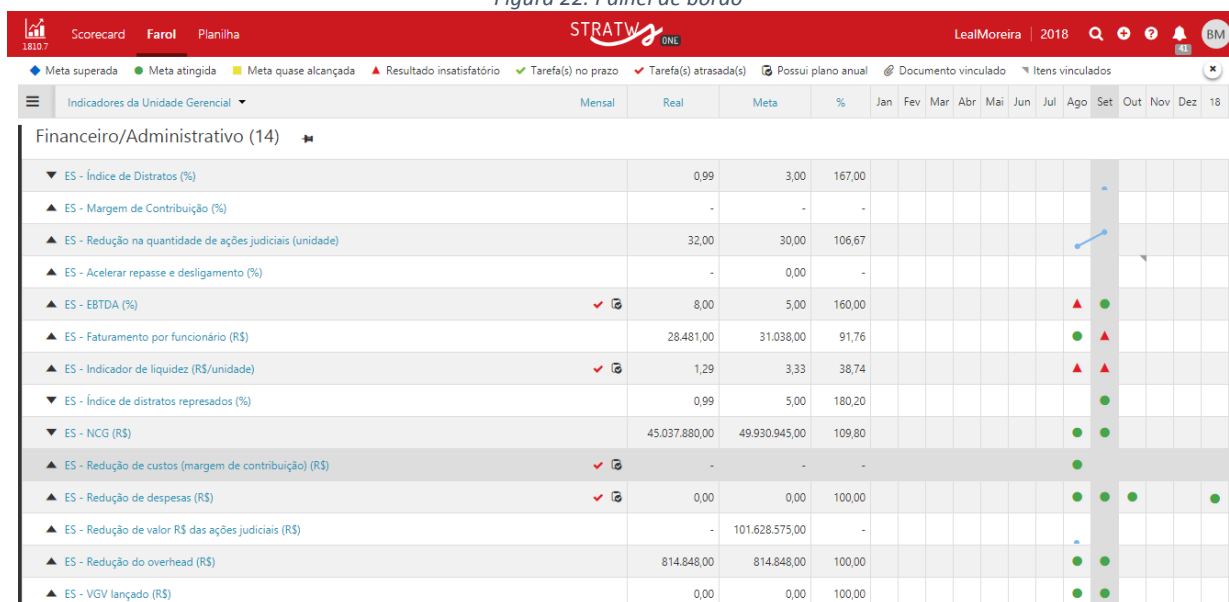 Figura 22: Painel de bordo
1810.7 Scorecard Farol Planilha STRATWs ONE LealMoreira 2018 41 BM
Meta superada Meta atingida Meta quase alcançada Resultado insatisfatório Tarefa(s) no prazo Tarefa(s) atrasada(s) Possui plano anual Documento vinculado Itens vinculados
Indicadores da Unidade Gerencial Mensal Real Meta % Jan Fev Mar Abr Mai Jun Jul Ago Set Out Nov Dez 18
Financeiro/Administrativo (14)
ES - Índice de Distratos (%) 0,99 3,00 167,00
ES - Margem de Contribuição (%) - - -
ES - Redução na quantidade de ações judiciais (unidade) 32,00 30,00 106,67
ES - Acelerar repasse e desligamento (%) - 0,00 -
ES - EBTDA (%) 8,00 5,00 160,00
ES - Faturamento por funcionário (R$) 28.481,00 31.038,00 91,76
ES - Indicador de liquidez (R$/unidade) 1,29 3,33 38,74
ES - Índice de distratos represados (%) 0,99 5,00 180,20
ES - NCG (R$) 45.037.880,00 49.930.945,00 109,80
ES - Redução de custos (margem de contribuição) (R$) - - -
ES - Redução de despesas (R$) 0,00 0,00 100,00
ES - Redução de valor R$ das ações judiciais (R$) - 101.628.575,00 -
ES - Redução do overhead (R$) 814.848,00 814.848,00 100,00
ES - VGV lançado (R$) 0,00 0,00 100,00